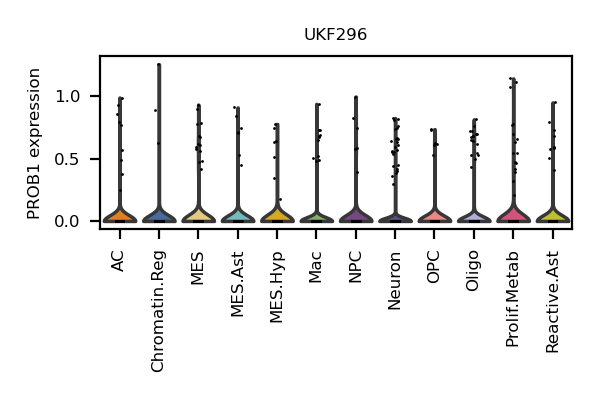 UKF296
PROB1 expression
1.0
0.5
0.0
AC
Chromatin.Reg
MES
MES.Ast
MES.Hyp
Mac
NPC
Neuron
OPC
Oligo
Prolif.Metab
Reactive.Ast